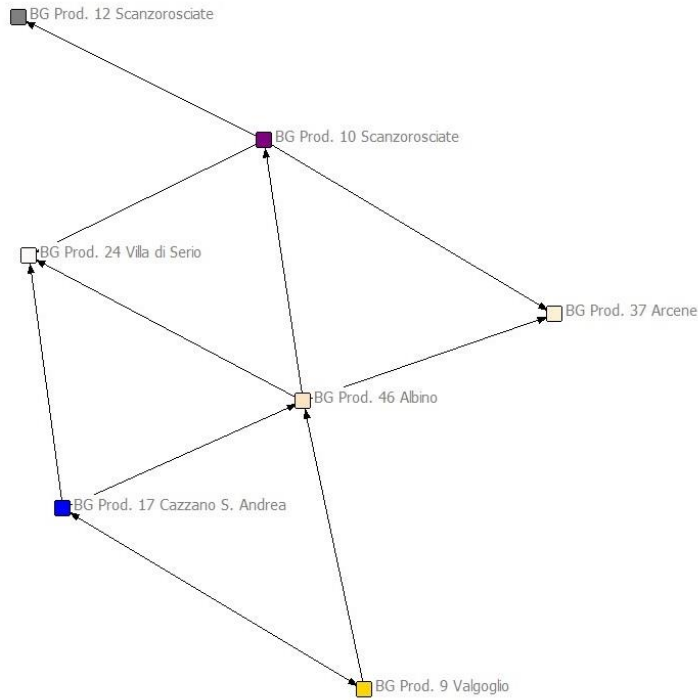 BG Prod. 12 Scanzorosciate
BG Prod. 10 Scanzorosciate
BG Prod. 24 Villa di Serio
BG Prod. 37 Arcene
BG Prod. 46 Albino
BG Prod. 17 Cazzano S. Andrea
BG Prod. 9 Valgoglio